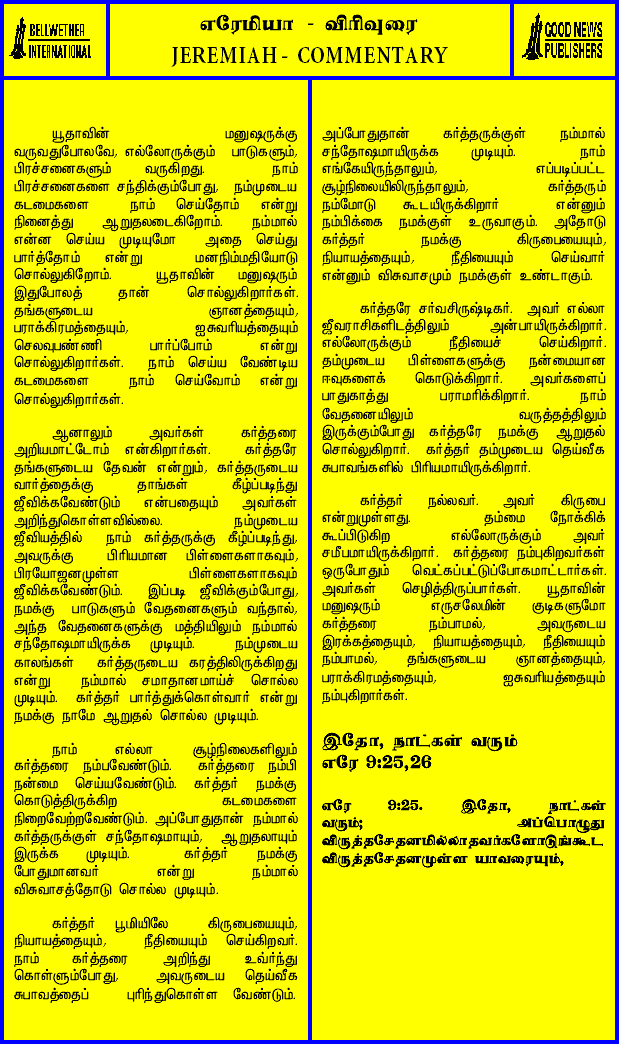 BELLWETHER
INTERNATIONAL
எரேமியா - விரிவுரை
JEREMIAH - COMMENTARY
GOOD NEWS
PUBLISHERS
யூதாவின் மனுஷருக்கு
வருவதுபோலவே, எல்லோருக்கும் பாடுகளும்,
பிரச்சனைகளும் வருகிறது. நாம்
பிரச்சனைகளை சந்திக்கும்போது, நம்முடைய
கடமைகளை நாம் செய்தோம் என்று
நினைத்து ஆறுதலடைகிறோம். நம்மால்
என்ன செய்ய முடியுமோ அதை செய்து
பார்த்தோம் என்று மனநிம்மதியோடு
சொல்லுகிறோம். யூதாவின் மனுஷரும்
இதுபோலத் தான் சொல்லுகிறார்கள்.
தங்களுடைய ஞானத்தையும்,
பராக்கிரமத்தையும், ஐசுவரியத்தையும்
செலவுபண்ணி பார்ப்போம் என்று
சொல்லுகிறார்கள். நாம் செய்ய வேண்டிய
கடமைகளை நாம் செய்வோம் என்று
சொல்லுகிறார்கள்.
ஆனாலும் அவர்கள் கர்த்தரை
அறியமாட்டோம் என்கிறார்கள். கர்த்தரே
தங்களுடைய தேவன் என்றும், கர்த்தருடைய
வார்த்தைக்கு தாங்கள் கீழ்ப்படிந்து
ஜீவிக்கவேண்டும் என்பதையும் அவர்கள்
அறிந்துகொள்ளவில்லை. நம்முடைய
ஜீவியத்தில் நாம் கர்த்தருக்கு கீழ்ப்படிந்து,
அவருக்கு பிரியமான பிள்ளைகளாகவும்,
பிரயோஜனமுள்ள பிள்ளைகளாகவும்
ஜீவிக்கவேண்டும். இப்படி ஜீவிக்கும்போது,
நமக்கு பாடுகளும் வேதனைகளும் வந்தால்,
அந்த வேதனைகளுக்கு மத்தியிலும் நம்மால்
சந்தோஷமாயிருக்க முடியும். நம்முடைய
காலங்கள் கர்த்தருடைய கரத்திலிருக்கிறது
என்று நம்மால் சமாதானமாய்ச் சொல்ல
முடியும். கர்த்தர் பார்த்துக்கொள்வார் என்று
நமக்கு நாமே ஆறுதல் சொல்ல முடியும்.
நாம் எல்லா சூழ்நிலைகளிலும்
கர்த்தரை நம்பவேண்டும். கர்த்தரை நம்பி
நன்மை செய்யவேண்டும். கர்த்தர் நமக்கு
கொடுத்திருக்கிற கடமைகளை
நிறைவேற்றவேண்டும். அப்போதுதான் நம்மால்
கர்த்தருக்குள் சந்தோஷமாயும், ஆறுதலாயும்
இருக்க முடியும். கர்த்தர் நமக்கு
போதுமானவர் என்று நம்மால்
விசுவாசத்தோடு சொல்ல முடியும்.
கர்த்தர் பூமியிலே கிருபையையும்,
நியாயத்தையும், நீதியையும் செய்கிறவர்.
நாம் கர்த்தரை அறிந்து உவ்ர்ந்து
கொள்ளும்போது, அவருடைய தெய்வீக
சுபாவத்தைப் புரிந்துகொள்ள வேண்டும்.
அப்போதுதான் கர்த்தருக்குள் நம்மால்
சந்தோஷமாயிருக்க முடியும். நாம்
எங்கேயிருந்தாலும், எப்படிப்பட்ட
சூழ்நிலையிலிருந்தாலும், கர்த்தரும்
நம்மோடு கூடயிருக்கிறார் என்னும்
நம்பிக்கை நமக்குள் உருவாகும். அதோடு
கர்த்தர் நமக்கு கிருபையையும்,
நியாயத்தையும், நீதியையும் செய்வார்
என்னும் விசுவாசமும் நமக்குள் உண்டாகும்.
கர்த்தரே சர்வசிருஷ்டிகர். அவர் எல்லா
ஜீவராசிகளிடத்திலும் அன்பாயிருக்கிறார்.
எல்லோருக்கும் நீதியைச் செய்கிறார்.
தம்முடைய பிள்ளைகளுக்கு நன்மையான
ஈவுகளைக் கொடுக்கிறார். அவர்களைப்
பாதுகாத்து பராமரிக்கிறார். நாம்
வேதனையிலும் வருத்தத்திலும்
இருக்கும்போது கர்த்தரே நமக்கு ஆறுதல்
சொல்லுகிறார். கர்த்தர் தம்முடைய தெய்வீக
சுபாவங்களில் பிரியமாயிருக்கிறார்.
கர்த்தர் நல்லவர். அவர் கிருபை
என்றுமுள்ளது. தம்மை நோக்கிக்
கூப்பிடுகிற எல்லோருக்கும் அவர்
சமீபமாயிருக்கிறார். கர்த்தரை நம்புகிறவர்கள்
ஒருபோதும் வெட்கப்பட்டுப்போகமாட்டார்கள்.
அவர்கள் செழித்திருப்பார்கள். யூதாவின்
மனுஷரும் எருசலேமின் குடிகளுமோ
கர்த்தரை நம்பாமல், அவருடைய
இரக்கத்தையும், நியாயத்தையும், நீதியையும்
நம்பாமல், தங்களுடைய ஞானத்தையும்,
பராக்கிரமத்தையும், ஐசுவரியத்தையும்
நம்புகிறார்கள்.
இதோ, நாட்கள் வரும்
எரே 9:25,26
எரே 9:25. இதோ, நாட்கள்
வரும்; அப்பொழுது
விருத்தசேதனமில்லாதவர்களோடுங்கூட
விருத்தசேதனமுள்ள யாவரையும்,